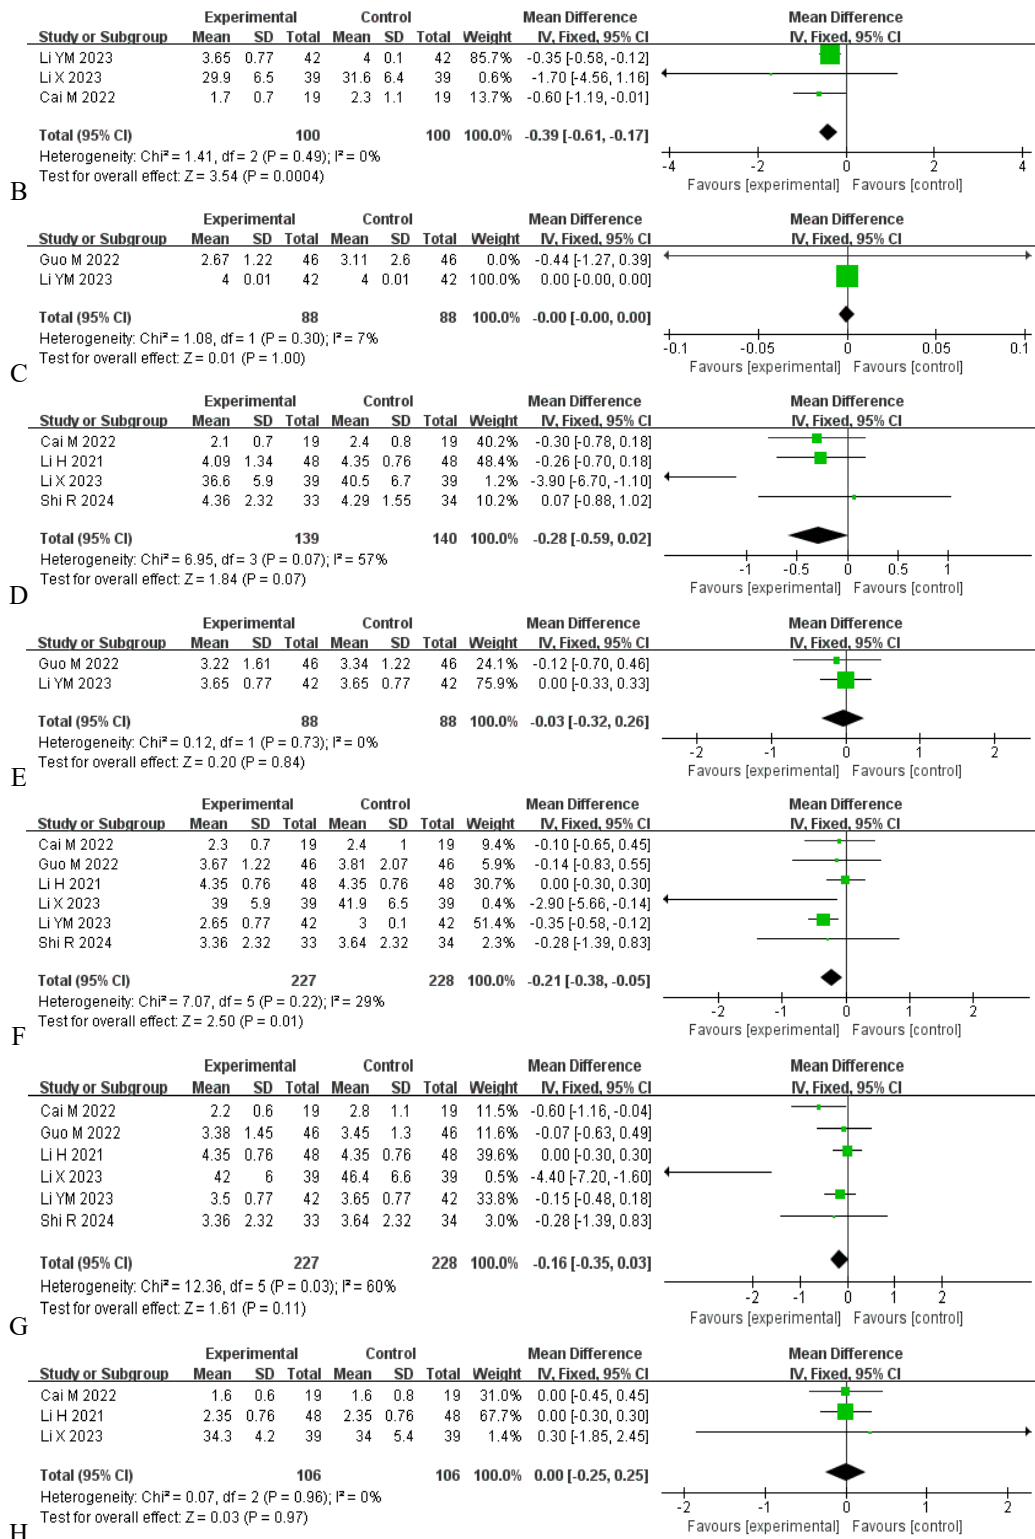 Experimental Control Mean Difference Mean Difference
Study or Subgroup Mean SD Total Mean SD Total Weight IV, Fixed, 95% CI IV, Fixed, 95% CI
Li YM 2023 3.65 0.77 42 4 0.1 42 85.7% -0.35 [-0.58, -0.12]
Li X 2023 29.9 6.5 39 31.6 6.4 39 0.6% -1.70 [-4.56, 1.16]
Cai M 2022 1.7 0.7 19 2.3 1.1 19 13.7% -0.60 [-1.19, -0.01]
Total (95% CI) 100 100 100.0% -0.39 [-0.61, -0.17]
Heterogeneity: Chi² = 1.41, df = 2 (P = 0.49); I² = 0%
Test for overall effect: Z = 3.54 (P = 0.0004)
-4 -2 0 2 4
Favours [experimental] Favours [control]
B
Experimental Control Mean Difference Mean Difference
Study or Subgroup Mean SD Total Mean SD Total Weight IV, Fixed, 95% CI IV, Fixed, 95% CI
Guo M 2022 2.67 1.22 46 3.11 2.6 46 0.0% -0.44 [-1.27, 0.39]
Li YM 2023 4 0.01 42 4 0.01 42 100.0% 0.00 [-0.00, 0.00]
Total (95% CI) 88 88 100.0% -0.00 [-0.00, 0.00]
Heterogeneity: Chi² = 1.08, df = 1 (P = 0.30); I² = 7%
Test for overall effect: Z = 0.01 (P = 1.00)
-0.1 -0.05 0 0.05 0.1
Favours [experimental] Favours [control]
C
Experimental Control Mean Difference Mean Difference
Study or Subgroup Mean SD Total Mean SD Total Weight IV, Fixed, 95% CI IV, Fixed, 95% CI
Cai M 2022 2.1 0.7 19 2.4 0.8 19 40.2% -0.30 [-0.78, 0.18]
Li H 2021 4.09 1.34 48 4.35 0.76 48 48.4% -0.26 [-0.70, 0.18]
Li X 2023 36.6 5.9 39 40.5 6.7 39 1.2% -3.90 [-6.70, -1.10]
Shi R 2024 4.36 2.32 33 4.29 1.55 34 10.2% 0.07 [-0.88, 1.02]
Total (95% CI) 139 140 100.0% -0.28 [-0.59, 0.02]
Heterogeneity: Chi² = 6.95, df = 3 (P = 0.07); I² = 57%
Test for overall effect: Z = 1.84 (P = 0.07)
-1 -0.5 0 0.5 1
Favours [experimental] Favours [control]
D
Experimental Control Mean Difference Mean Difference
Study or Subgroup Mean SD Total Mean SD Total Weight IV, Fixed, 95% CI IV, Fixed, 95% CI
Guo M 2022 3.22 1.61 46 3.34 1.22 46 24.1% -0.12 [-0.70, 0.46]
Li YM 2023 3.65 0.77 42 3.65 0.77 42 75.9% 0.00 [-0.33, 0.33]
Total (95% CI) 88 88 100.0% -0.03 [-0.32, 0.26]
Heterogeneity: Chi² = 0.12, df = 1 (P = 0.73); I² = 0%
Test for overall effect: Z = 0.20 (P = 0.84)
-2 -1 0 1 2
Favours [experimental] Favours [control]
E
Experimental Control Mean Difference Mean Difference
Study or Subgroup Mean SD Total Mean SD Total Weight IV, Fixed, 95% CI IV, Fixed, 95% CI
Cai M 2022 2.3 0.7 19 2.4 1 19 9.4% -0.10 [-0.65, 0.45]
Guo M 2022 3.67 1.22 46 3.81 2.07 46 5.9% -0.14 [-0.83, 0.55]
Li H 2021 4.35 0.76 48 4.35 0.76 48 30.7% 0.00 [-0.30, 0.30]
Li X 2023 39 5.9 39 41.9 6.5 39 0.4% -2.90 [-5.66, -0.14]
Li YM 2023 2.65 0.77 42 3 0.1 42 51.4% -0.35 [-0.58, -0.12]
Shi R 2024 3.36 2.32 33 3.64 2.32 34 2.3% -0.28 [-1.39, 0.83]
Total (95% CI) 227 228 100.0% -0.21 [-0.38, -0.05]
Heterogeneity: Chi² = 7.07, df = 5 (P = 0.22); I² = 29%
Test for overall effect: Z = 2.50 (P = 0.01)
-2 -1 0 1 2
Favours [experimental] Favours [control]
F
Experimental Control Mean Difference Mean Difference
Study or Subgroup Mean SD Total Mean SD Total Weight IV, Fixed, 95% CI IV, Fixed, 95% CI
Cai M 2022 2.2 0.6 19 2.8 1.1 19 11.5% -0.60 [-1.16, -0.04]
Guo M 2022 3.38 1.45 46 3.45 1.3 46 11.6% -0.07 [-0.63, 0.49]
Li H 2021 4.35 0.76 48 4.35 0.76 48 39.6% 0.00 [-0.30, 0.30]
Li X 2023 42 6 39 46.4 6.6 39 0.5% -4.40 [-7.20, -1.60]
Li YM 2023 3.5 0.77 42 3.65 0.77 42 33.8% -0.15 [-0.48, 0.18]
Shi R 2024 3.36 2.32 33 3.64 2.32 34 3.0% -0.28 [-1.39, 0.83]
Total (95% CI) 227 228 100.0% -0.16 [-0.35, 0.03]
Heterogeneity: Chi² = 12.36, df = 5 (P = 0.03); I² = 60%
Test for overall effect: Z = 1.61 (P = 0.11)
-2 -1 0 1 2
Favours [experimental] Favours [control]
G
Experimental Control Mean Difference Mean Difference
Study or Subgroup Mean SD Total Mean SD Total Weight IV, Fixed, 95% CI IV, Fixed, 95% CI
Cai M 2022 1.6 0.6 19 1.6 0.8 19 31.0% 0.00 [-0.45, 0.45]
Li H 2021 2.35 0.76 48 2.35 0.76 48 67.7% 0.00 [-0.30, 0.30]
Li X 2023 34.3 4.2 39 34 5.4 39 1.4% 0.30 [-1.85, 2.45]
Total (95% CI) 106 106 100.0% 0.00 [-0.25, 0.25]
Heterogeneity: Chi² = 0.07, df = 2 (P = 0.96); I² = 0%
Test for overall effect: Z = 0.03 (P = 0.97)
-2 -1 0 1 2
Favours [experimental] Favours [control]
H